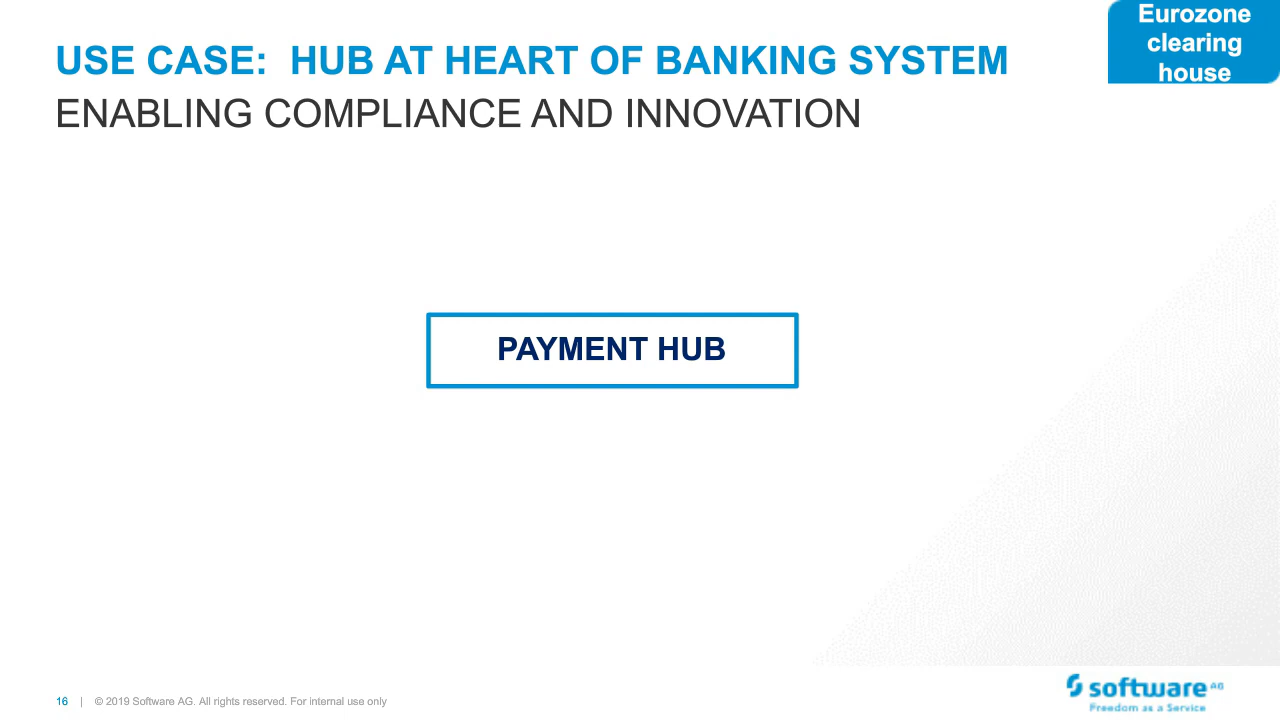 Eurozone
clearing
house
USE CASE:  HUB AT HEART OF BANKING SYSTEM
ENABLING COMPLIANCE AND INNOVATION
PAYMENT HUB
16 | © 2019 Software AG. All rights reserved. For internal use only
software AG
Freedom as a Service